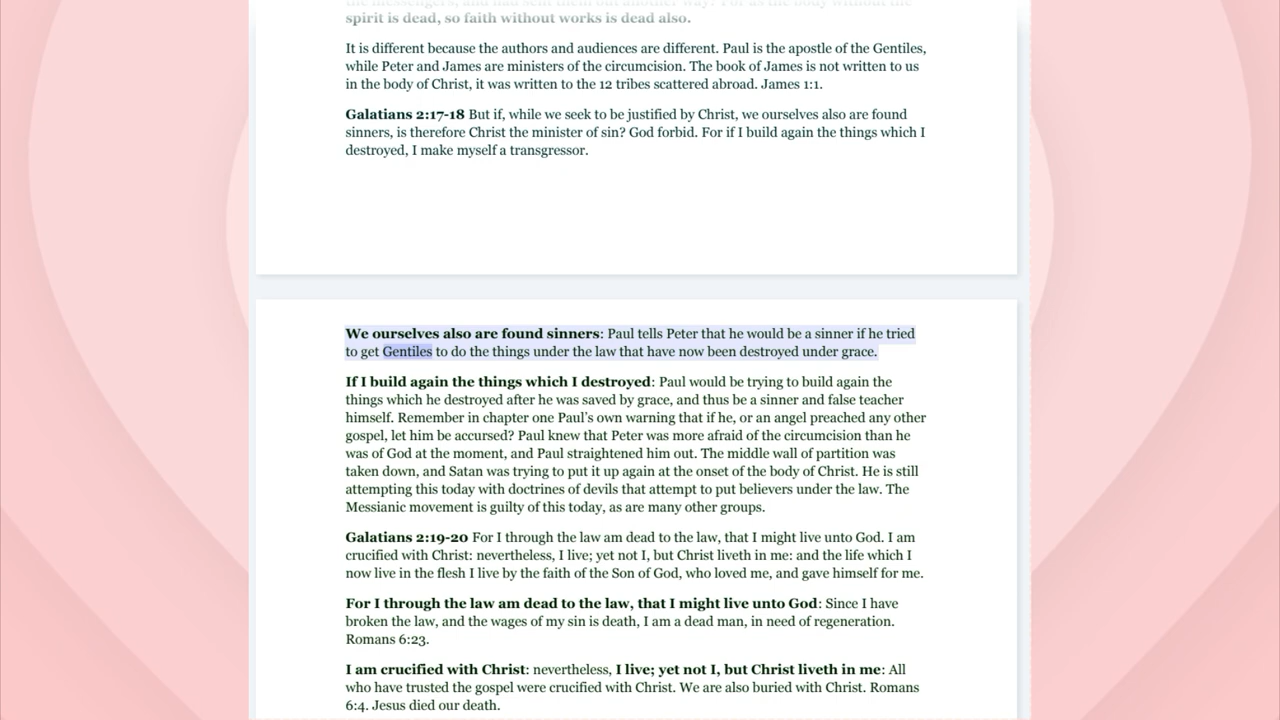 the messengers, and had sent them out another way? For as the body without the
spirit is dead, so faith without works is dead also.
It is different because the authors and audiences are different. Paul is the apostle of the Gentiles,
while Peter and James are ministers of the circumcision. The book of James is not written to us
in the body of Christ, it was written to the 12 tribes scattered abroad. James 1:1.
Galatians 2:17-18 But if, while we seek to be justified by Christ, we ourselves also are found
sinners, is therefore Christ the minister of sin? God forbid. For if I build again the things which I
destroyed, I make myself a transgressor.
We ourselves also are found sinners: Paul tells Peter that he would be a sinner if he tried
to get Gentiles to do the things under the law that have now been destroyed under grace.
If I build again the things which I destroyed: Paul would be trying to build again the
things which he destroyed after he was saved by grace, and thus be a sinner and false teacher
himself. Remember in chapter one Paul’s own warning that if he, or an angel preached any other
gospel, let him be accursed? Paul knew that Peter was more afraid of the circumcision than he
was of God at the moment, and Paul straightened him out. The middle wall of partition was
taken down, and Satan was trying to put it up again at the onset of the body of Christ. He is still
attempting this today with doctrines of devils that attempt to put believers under the law. The
Messianic movement is guilty of this today, as are many other groups.
Galatians 2:19-20 For I through the law am dead to the law, that I might live unto God. I am
crucified with Christ: nevertheless, I live; yet not I, but Christ liveth in me: and the life which I
now live in the flesh I live by the faith of the Son of God, who loved me, and gave himself for me.
For I through the law am dead to the law, that I might live unto God: Since I have
broken the law, and the wages of my sin is death, I am a dead man, in need of regeneration.
Romans 6:23.
I am crucified with Christ: nevertheless, I live; yet not I, but Christ liveth in me: All
who have trusted the gospel were crucified with Christ. We are also buried with Christ. Romans
6:4. Jesus died our death.